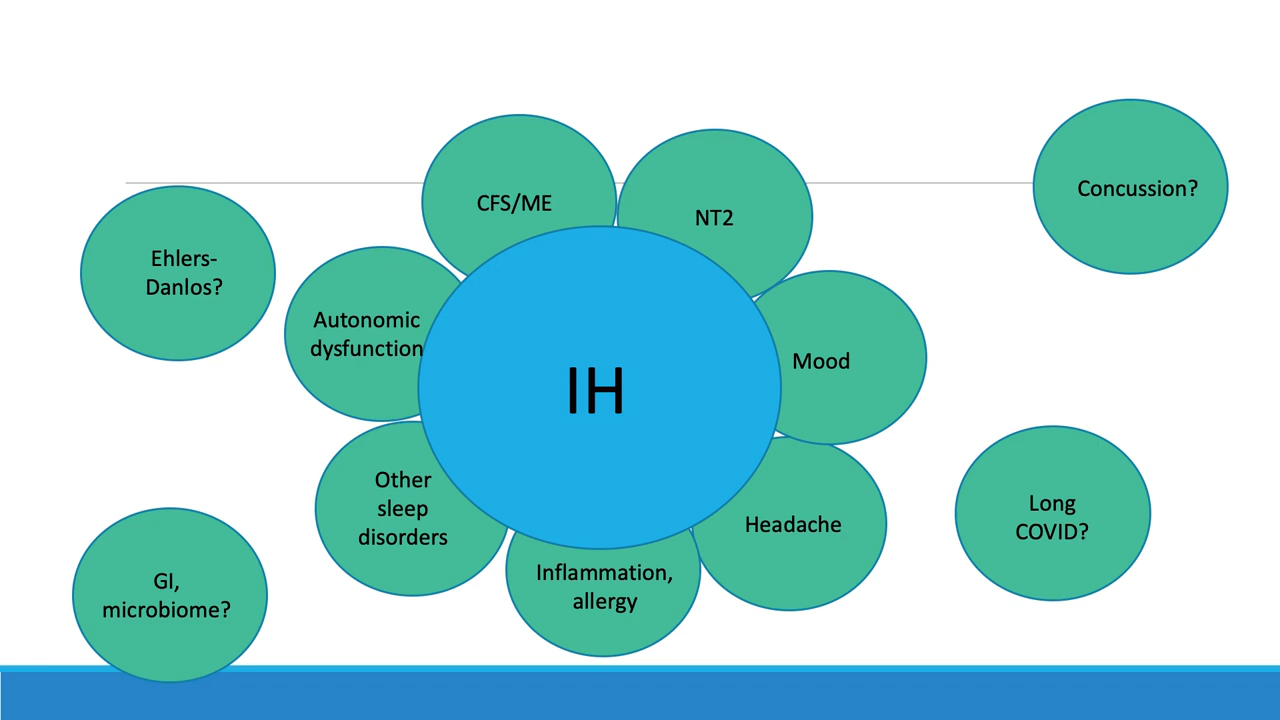 CFS/ME
NT2
Concussion?
Ehlers-
Danlos?
Autonomic
dysfunction
Mood
IH
Other
sleep
disorders
Headache
Long
COVID?
Inflammation,
allergy
GI,
microbiome?